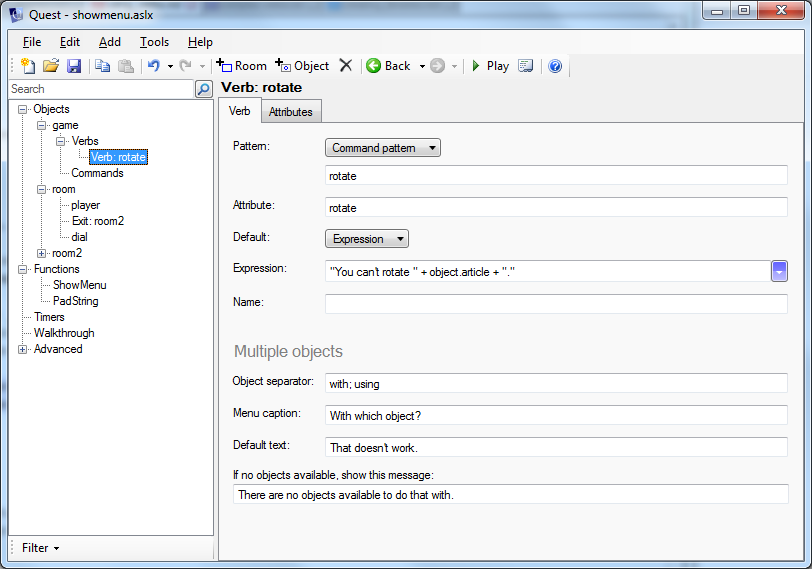 Quest - showmenu.aslx
File Edit Add Tools Help
Room Object Back Play
Search
Objects
game
Verbs
Verb: rotate
Commands
room
player
Exit: room2
dial
room2
Functions
ShowMenu
PadString
Timers
Walkthrough
Advanced
Filter
Verb: rotate
Verb Attributes
Pattern: Command pattern
rotate
Attribute: rotate
Default: Expression
Expression: "You can't rotate " + object.article + "."
Name:
Multiple objects
Object separator: with; using
Menu caption: With which object?
Default text: That doesn't work.
If no objects available, show this message:
There are no objects available to do that with.